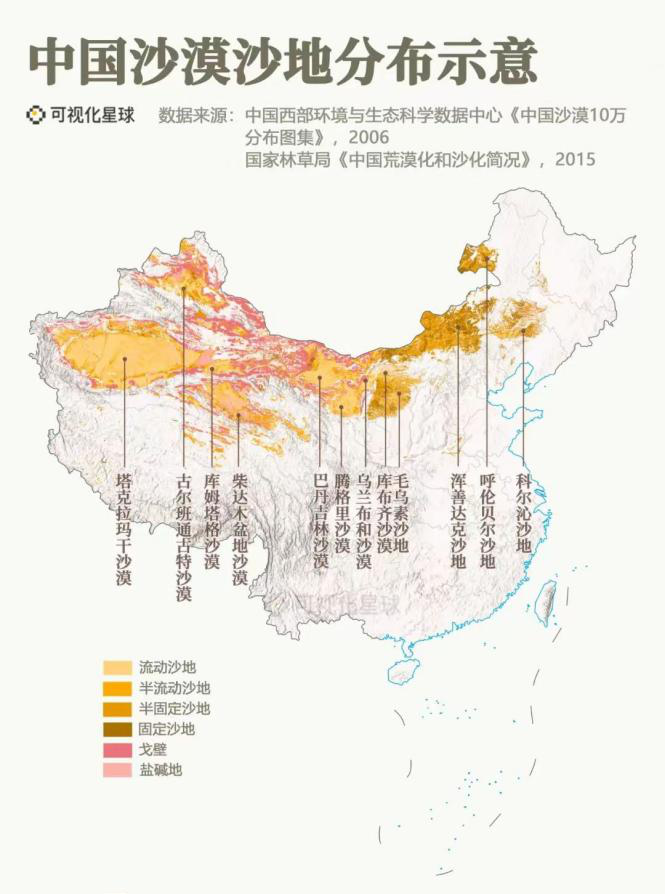 中国沙漠沙地分布示意
可视化星球
数据来源：中国西部环境与生态科学数据中心《中国沙漠10万
分布图集》，2006
国家林草局《中国荒漠化和沙化简况》，2015
塔克拉玛干沙漠
古尔班通古特沙漠
库姆塔格沙漠
柴达木盆地沙漠
巴丹吉林沙漠
腾格里沙漠
乌兰布和沙漠
库布齐沙漠
毛乌素沙地
浑善达克沙地
呼伦贝尔沙地
科尔沁沙地
可视化星球
流动沙地
半流动沙地
半固定沙地
固定沙地
戈壁
盐碱地